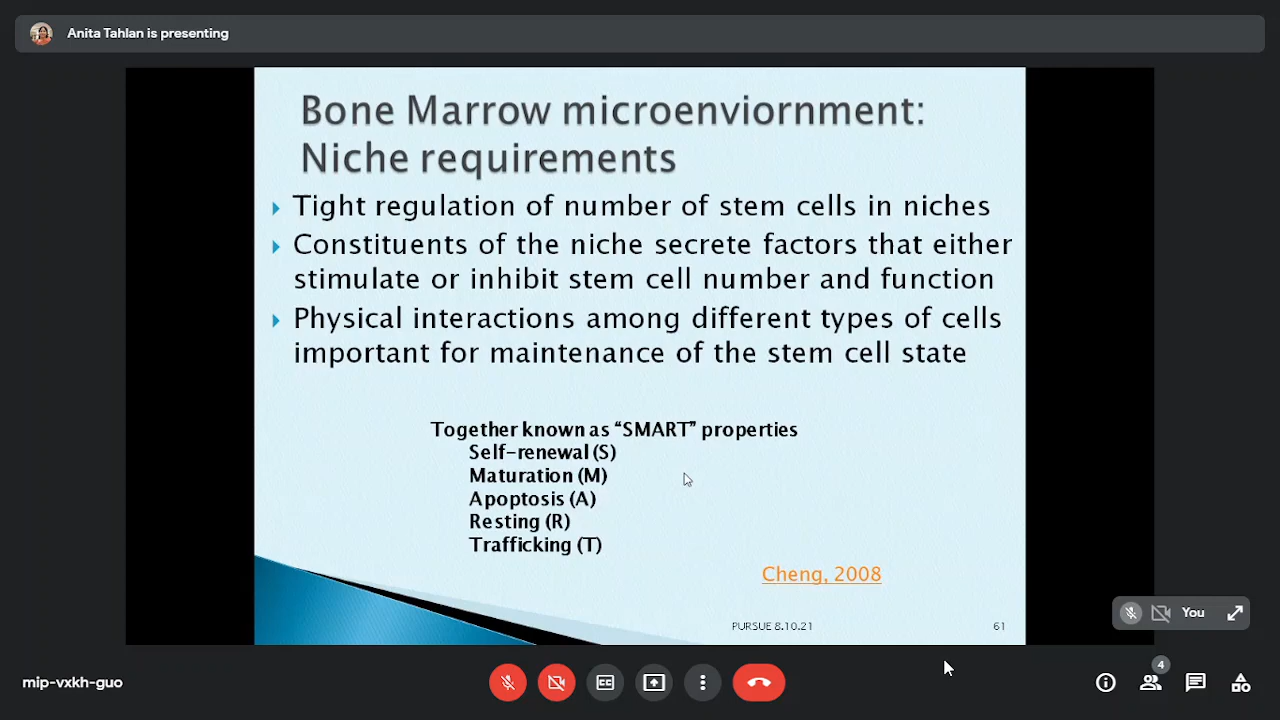 Anita Tahlan is presenting
Bone Marrow microenviornment:
Niche requirements
Tight regulation of number of stem cells in niches
Constituents of the niche secrete factors that either
stimulate or inhibit stem cell number and function
Physical interactions among different types of cells
important for maintenance of the stem cell state
Together known as “SMART” properties
Self-renewal (S)
Maturation (M)
Apoptosis (A)
Resting (R)
Trafficking (T)
Cheng, 2008
PURSUE 8.10.21
61
You
mip-vxkh-guo
CC
4